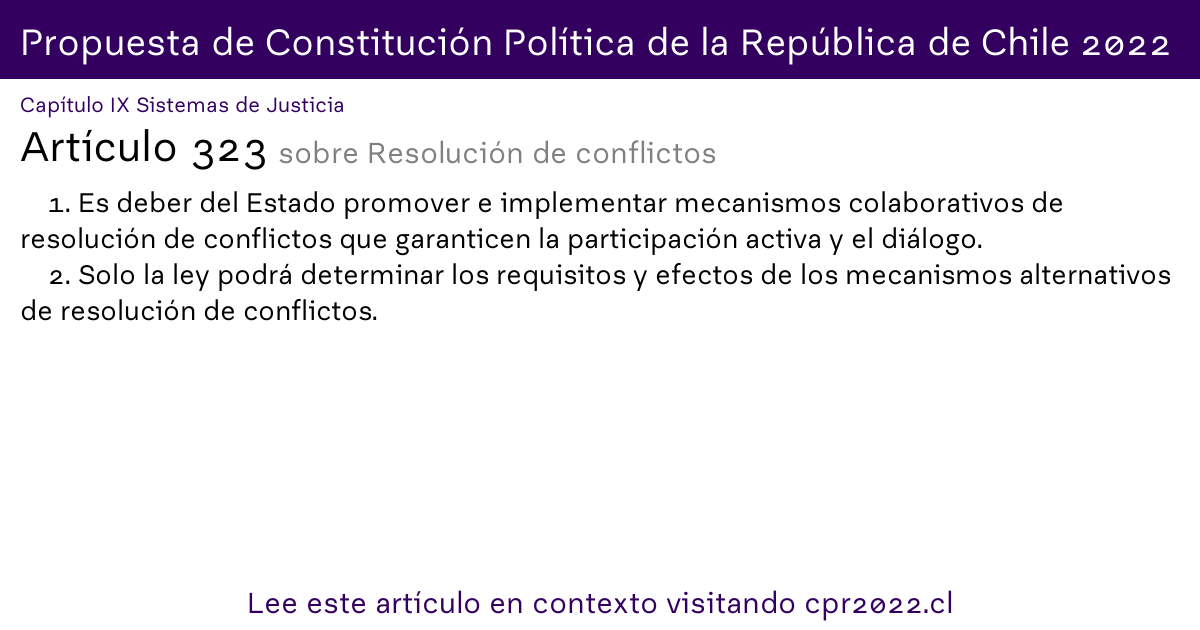 Propuesta de Constitución Política de la República de Chile 2022
Capítulo IX Sistemas de Justicia
Artículo 323 sobre Resolución de conflictos
1. Es deber del Estado promover e implementar mecanismos colaborativos de
resolución de conflictos que garanticen la participación activa y el diálogo.
2. Solo la ley podrá determinar los requisitos y efectos de los mecanismos alternativos
de resolución de conflictos.
Lee este artículo en contexto visitando cpr2022.cl